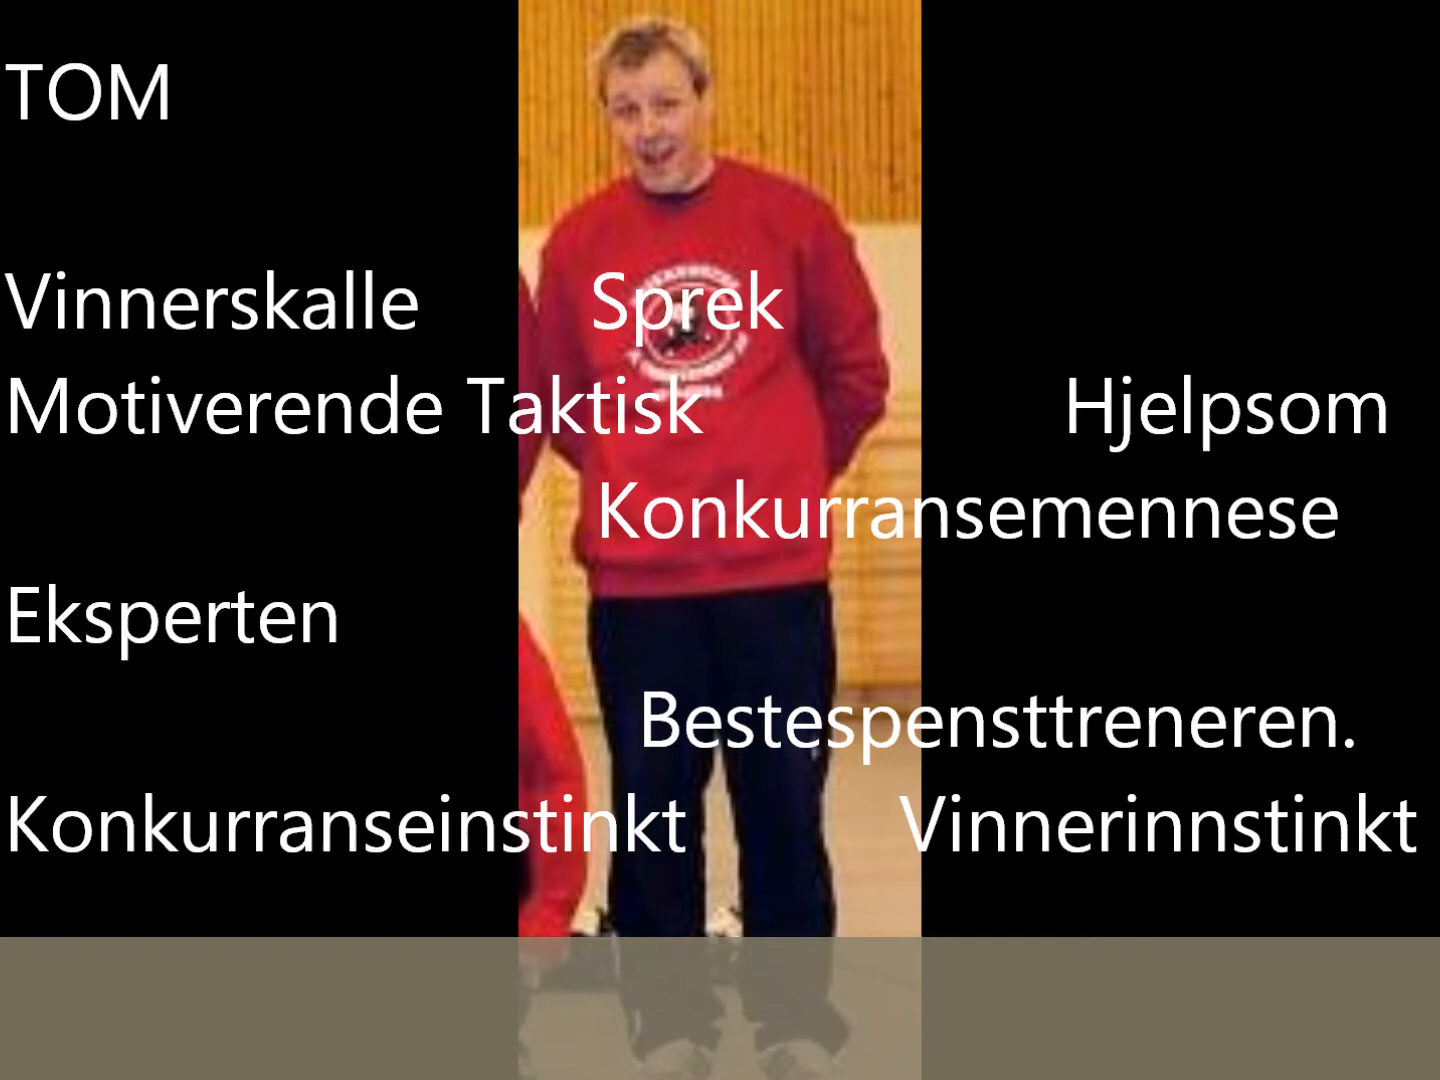 TOM
Vinnerskalle Sprek
Motiverende Taktisk Hjelpsom
Konkurransemennese
Eksperten
Bestespensttreneren.
Konkurranseinstinkt Vinnerinnstinkt